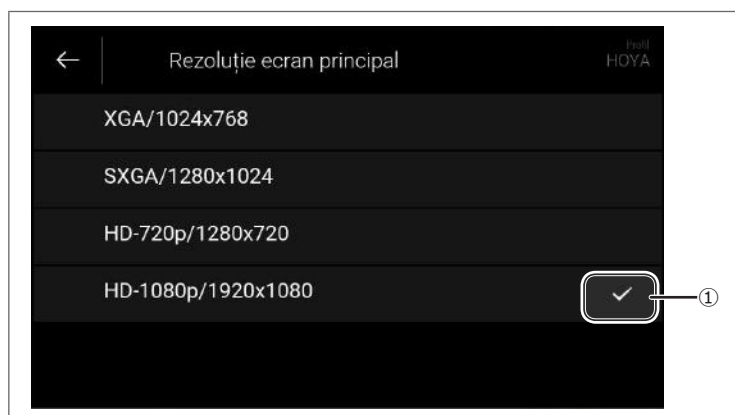 Rezoluție ecran principal
Profil
HOYA
XGA/1024x768
SXGA/1280x1024
HD-720p/1280x720
HD-1080p/1920x1080
①